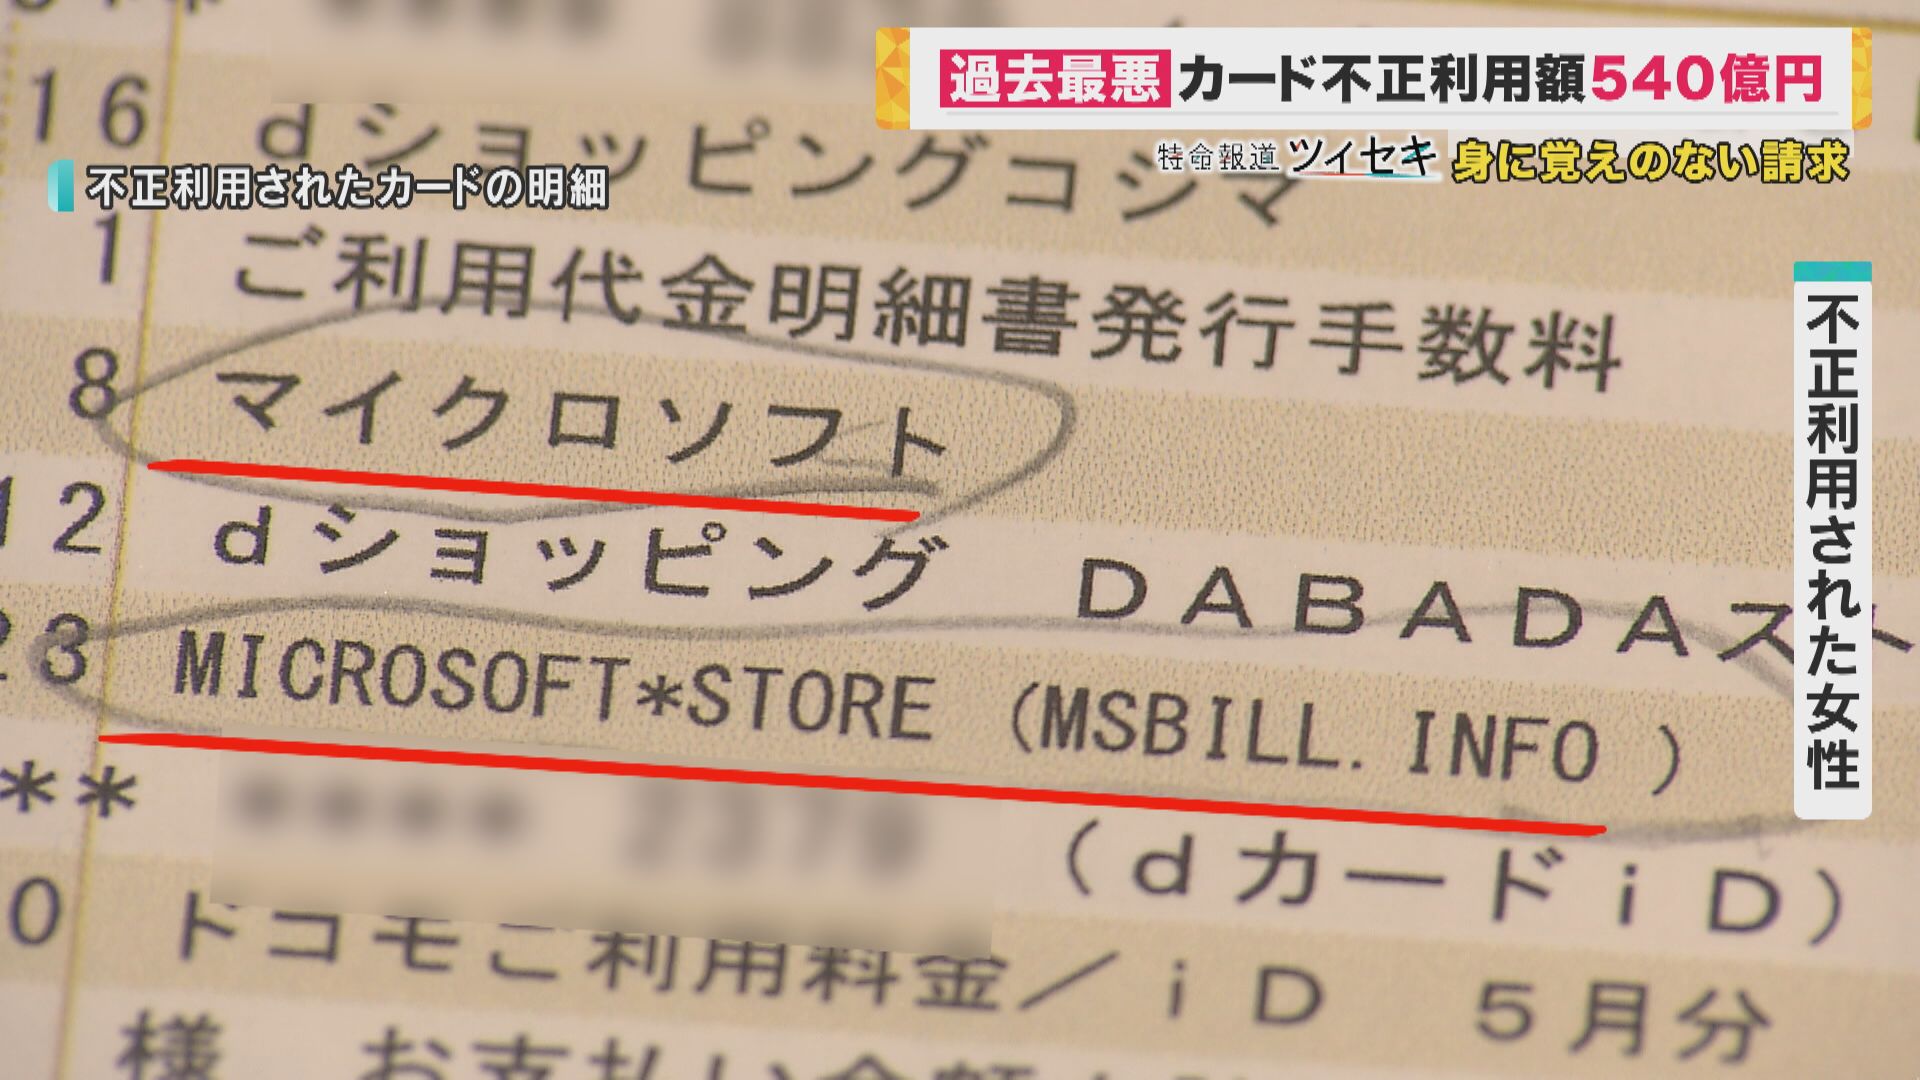 過去最悪 カード不正利用額540億円
特命報道 ツイセキ 身に覚えのない請求
不正利用されたカードの明細
不正利用された女性
16 dショッピングコジマ
1 ご利用代金明細書発行手数料
8 マイクロソフト
12 dショッピング DABADAスト
23 MICROSOFT*STORE (MSBILL.INFO )
** (dカードiD)
0 ドコモご利用料金/iD 5月分
様 お支払い金額